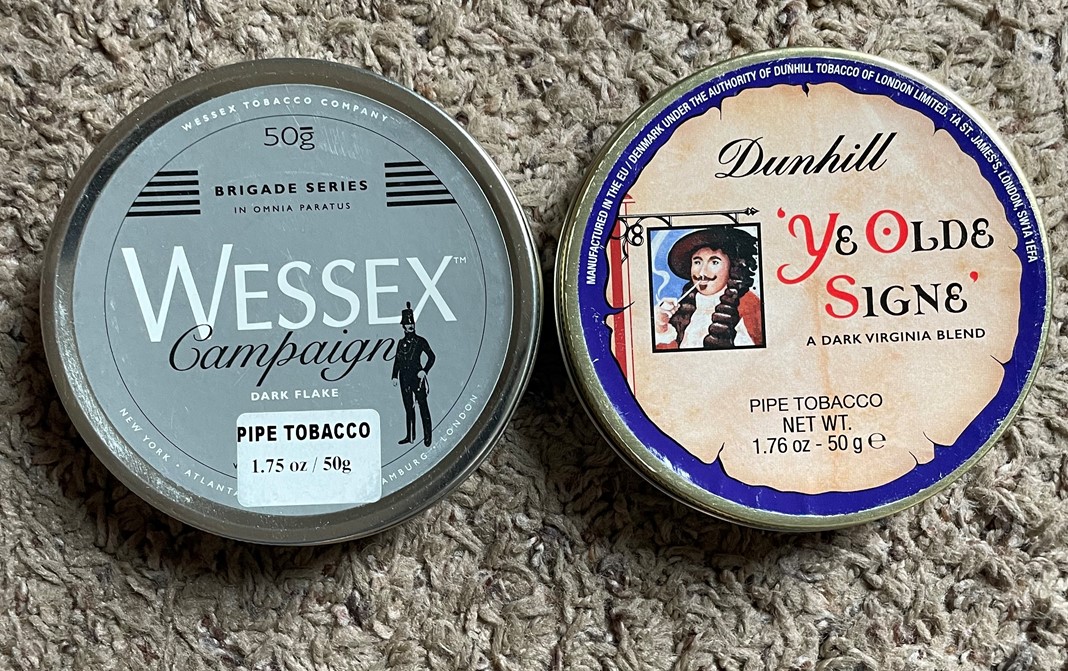 WESSEX TOBACCO COMPANY
50g
BRIGADE SERIES
IN OMNIA PARATUS
WESSEX™
Campaign
DARK FLAKE
PIPE TOBACCO
1.75 oz / 50g
NEW YORK · ATLANTA
AMBURG · LONDON
MANUFACTURED IN THE EU / DENMARK UNDER THE AUTHORITY OF DUNHILL TOBACCO OF LONDON LIMITED, 1A ST. JAMES'S, LONDON, SW1A 1EFA
Dunhill
'YE OLDE
SIGNE'
A DARK VIRGINIA BLEND
PIPE TOBACCO
NET WT.
1.76 oz - 50 g ℮